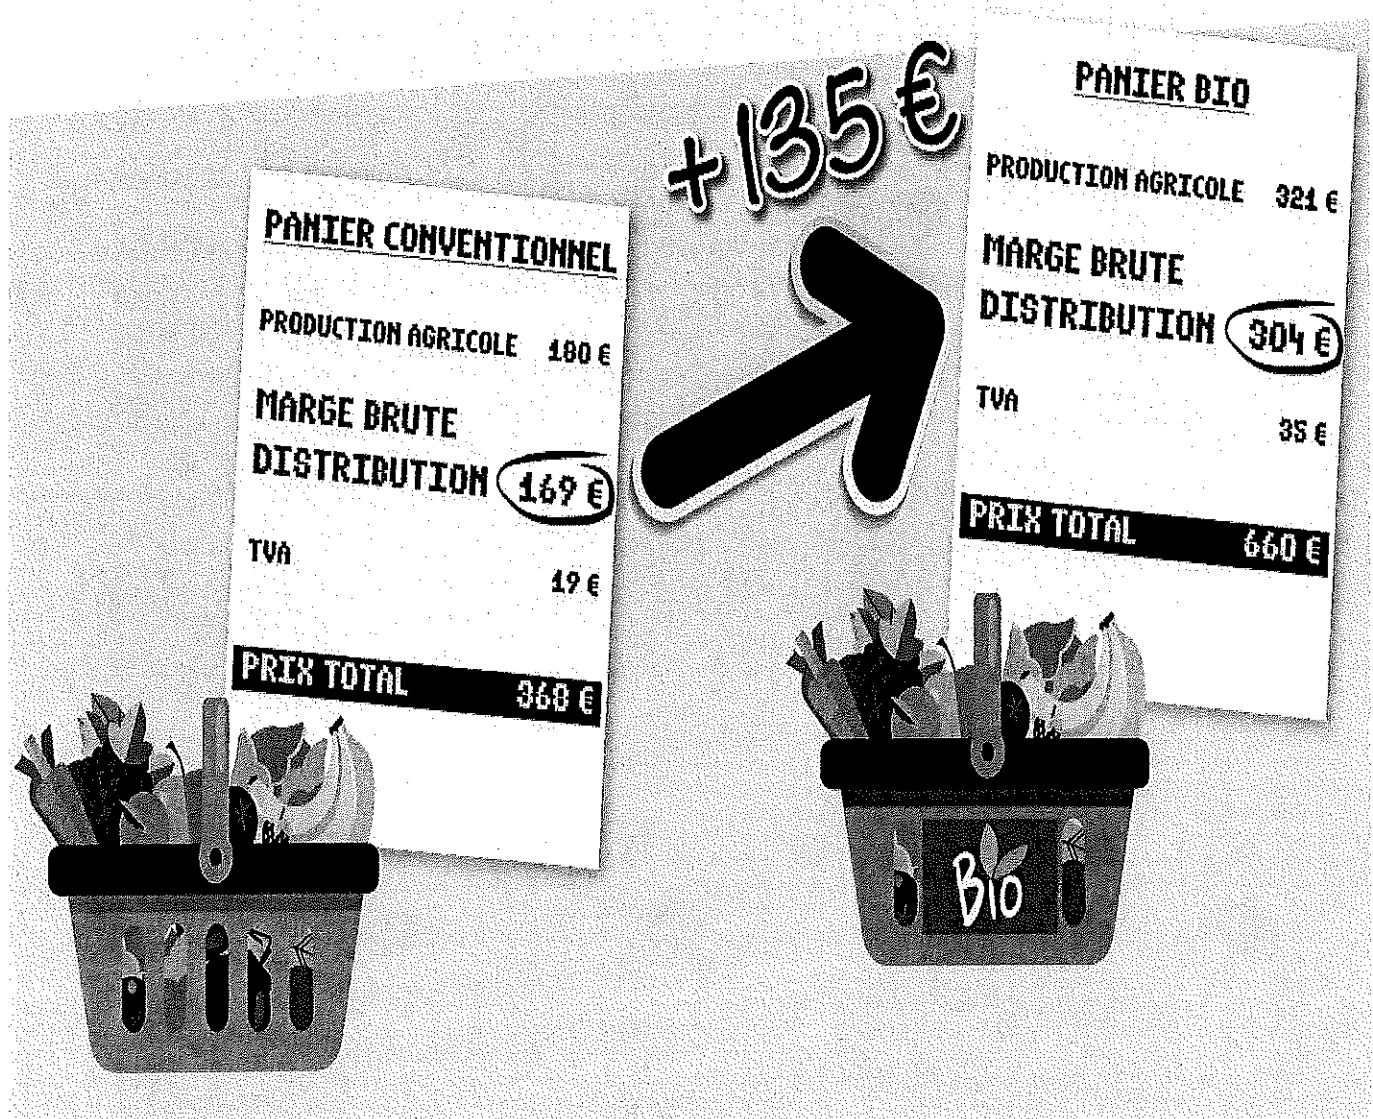 +135 €
PANIER CONVENTIONNEL
PRODUCTION AGRICOLE 180 €
MARGE BRUTE
DISTRIBUTION 169 €
TVA
19 €
PRIX TOTAL 368 €
PANIER BIO
PRODUCTION AGRICOLE 321 €
MARGE BRUTE
DISTRIBUTION 304 €
TVA
35 €
PRIX TOTAL 660 €
Bio